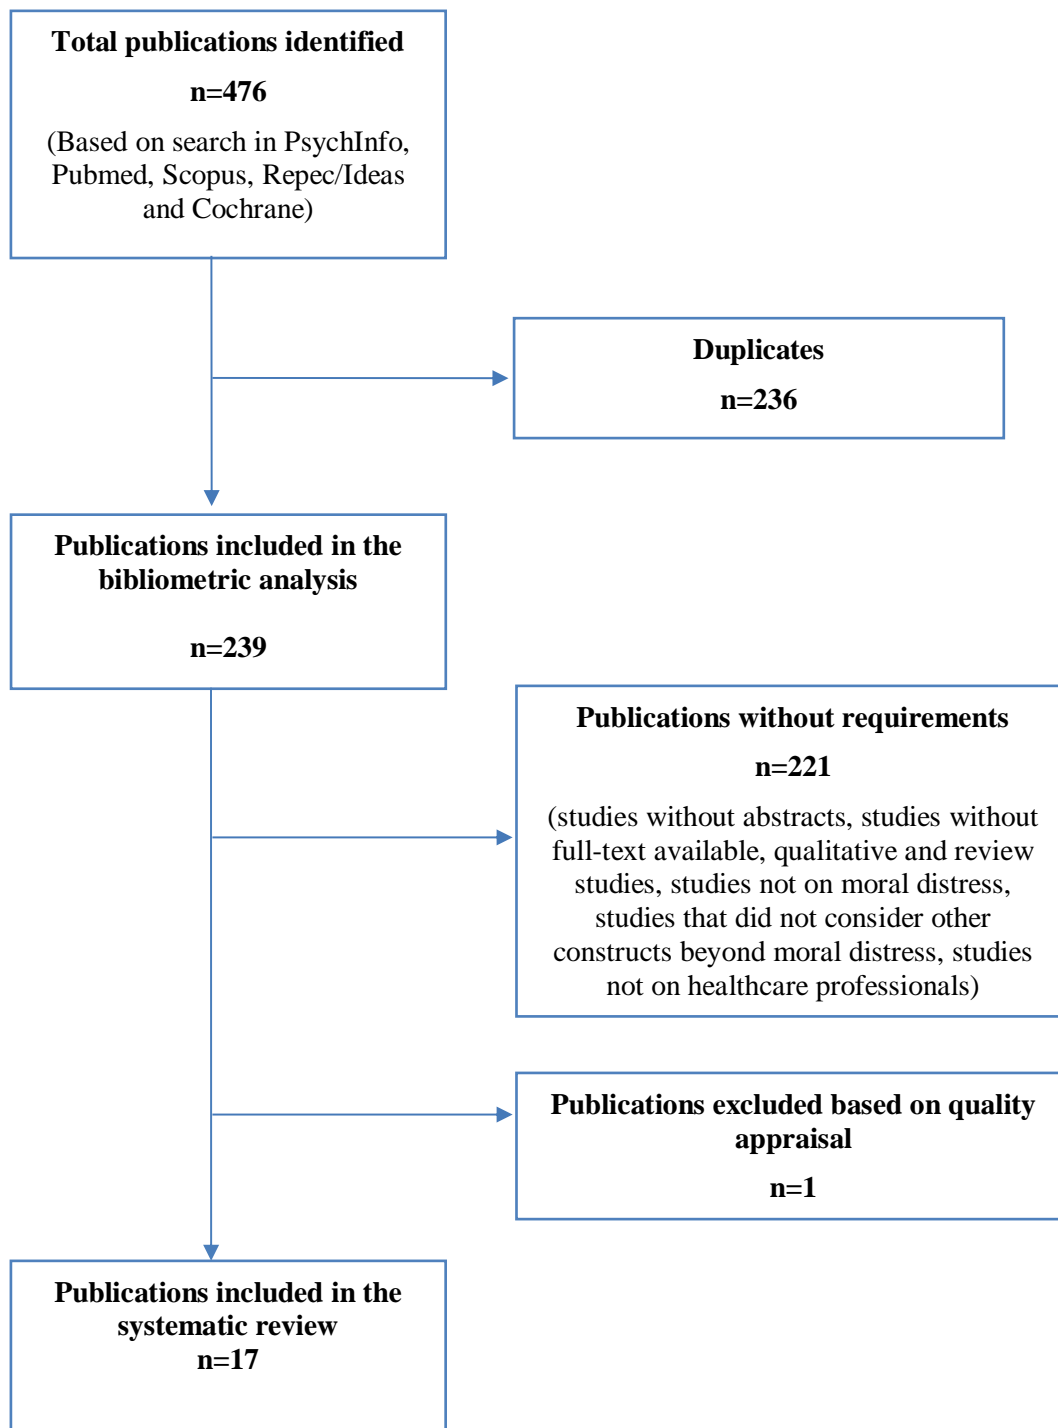 Total publications identified
n=476
(Based on search in PsychInfo,
Pubmed, Scopus, Repec/Ideas
and Cochrane)
Duplicates
n=236
Publications included in the
bibliometric analysis
n=239
Publications without requirements
n=221
(studies without abstracts, studies without
full-text available, qualitative and review
studies, studies not on moral distress,
studies that did not consider other
constructs beyond moral distress, studies
not on healthcare professionals)
Publications excluded based on quality
appraisal
n=1
Publications included in the
systematic review
n=17